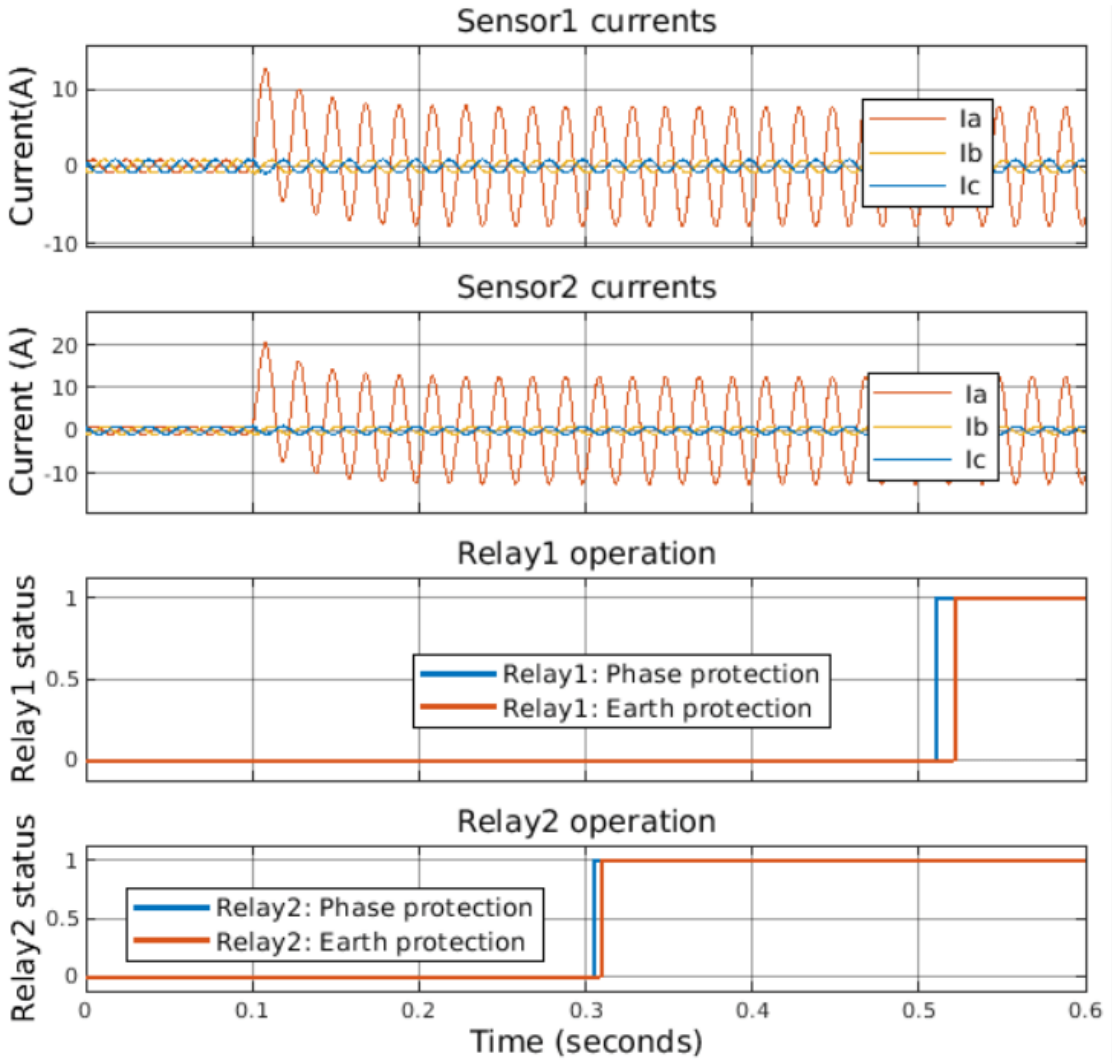 Sensor1 currents
Current(A)
10
0
-10
Ia
Ib
Ic
Sensor2 currents
Current (A)
20
10
0
-10
Ia
Ib
Ic
Relay1 operation
Relay1 status
1
0.5
0
Relay1: Phase protection
Relay1: Earth protection
Relay2 operation
Relay2 status
1
0.5
0
Relay2: Phase protection
Relay2: Earth protection
0 0.1 0.2 0.3 0.4 0.5 0.6
Time (seconds)